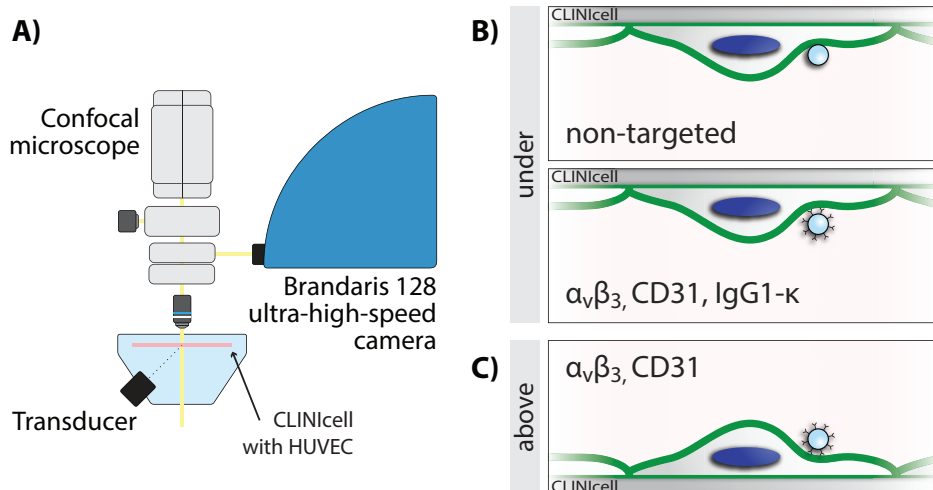 A)
Confocal
microscope
Brandaris 128
ultra-high-speed
camera
Transducer
CLINIcell
with HUVEC
B)
under
CLINIcell
non-targeted
CLINIcell
αvβ3, CD31, IgG1-κ
C)
above
αvβ3, CD31
CLINIcell